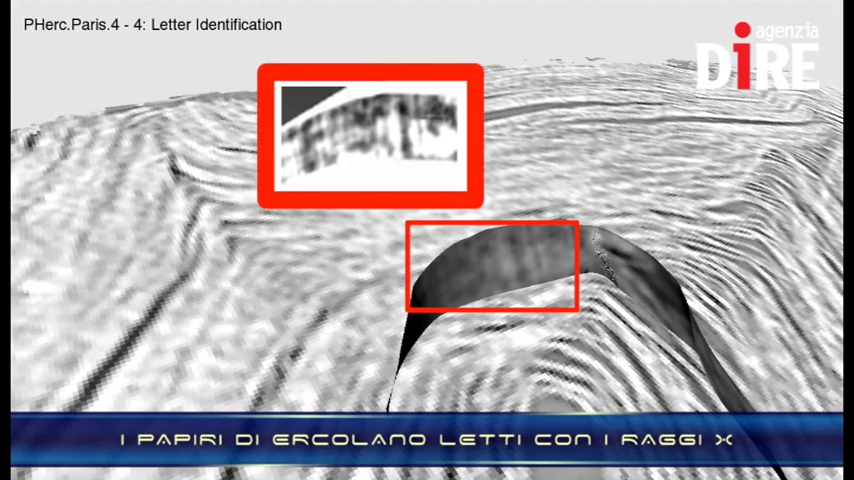 PHerc.Paris.4 - 4: Letter Identification
agenzia
DiRE
I PAPIRI DI ERCOLANO LETTI CON I RAGGI X